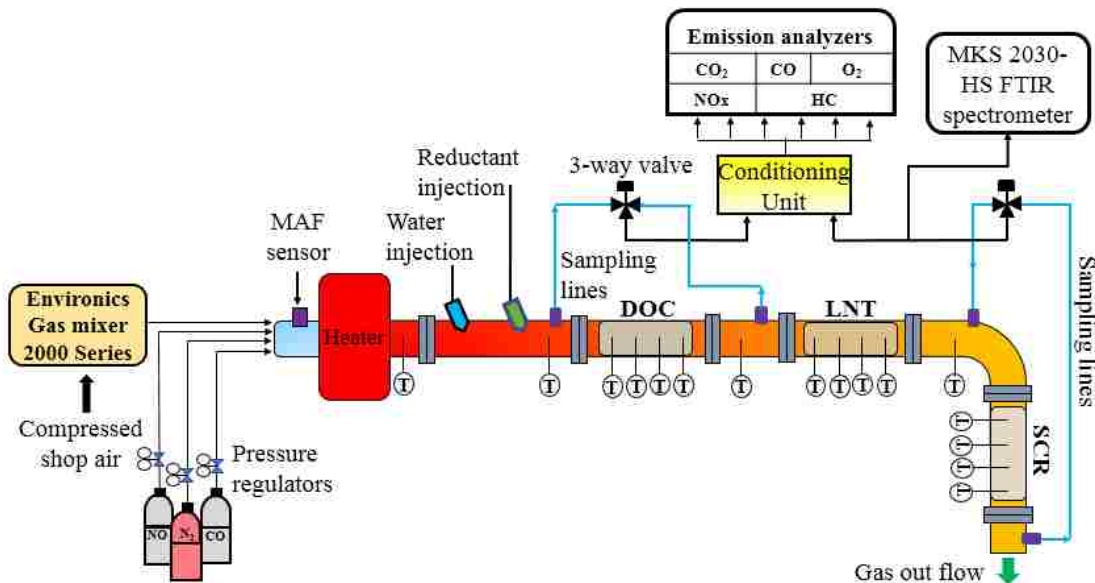 Emission analyzers
CO₂ CO O₂
NOx HC
MKS 2030-
HS FTIR
spectrometer
Reductant
injection
3-way valve
Conditioning
Unit
Water
injection
MAF
sensor
Sampling
lines
Sampling lines
Environics
Gas mixer
2000 Series
Heater
DOC
LNT
T T T T T T T T T T T T
SCR
T
T
T
T
Compressed
shop air
Pressure
regulators
NO N₂ CO
Gas out flow